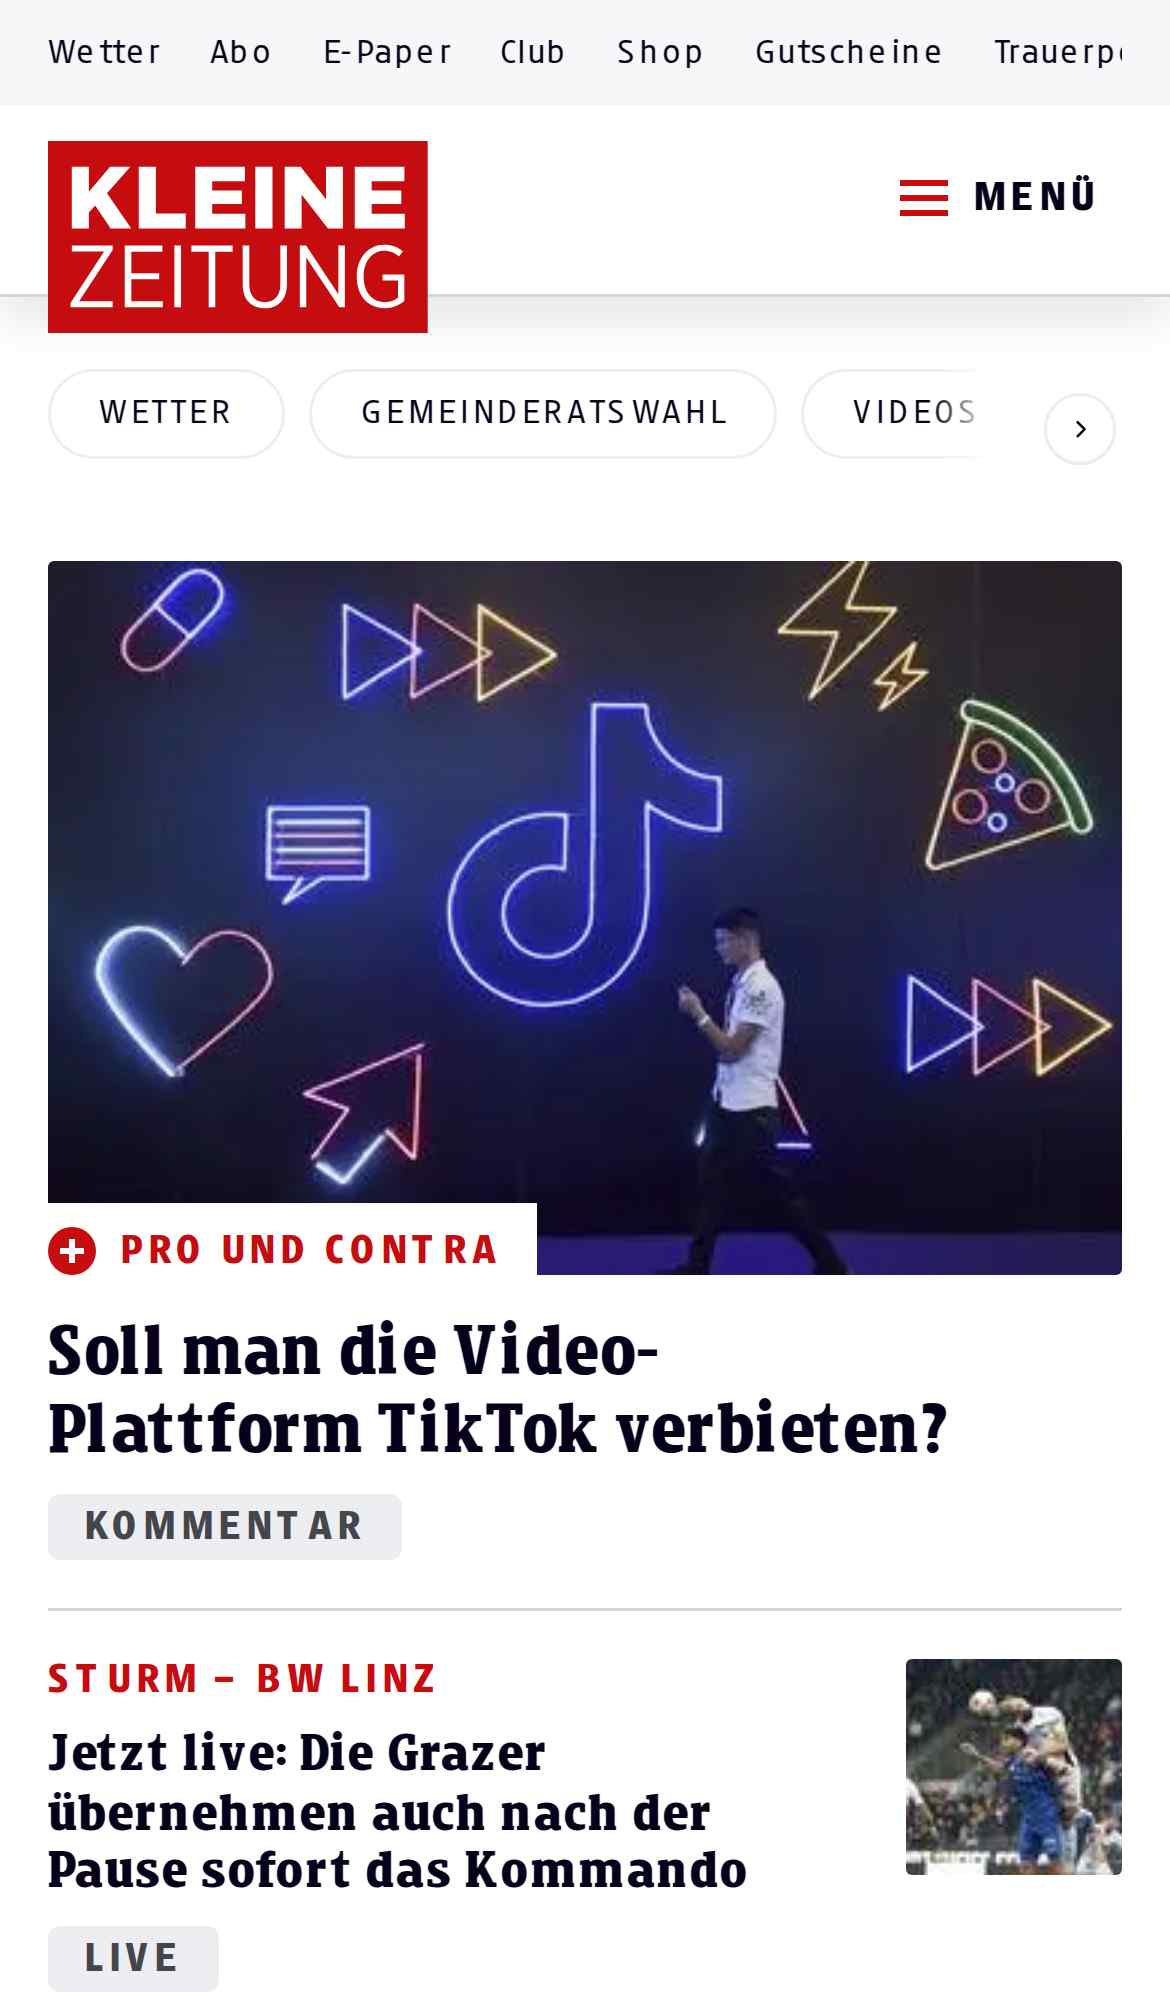 Wetter Abo E-Paper Club Shop Gutscheine
KLEINE
ZEITUNG
MENÜ
WETTER GEMEINDERATSWAHL VIDEOS
PRO UND CONTRA
Soll man die Video-
Plattform TikTok verbieten?
KOMMENTAR
STURM – BW LINZ
Jetzt live: Die Grazer
übernehmen auch nach der
Pause sofort das Kommando
LIVE